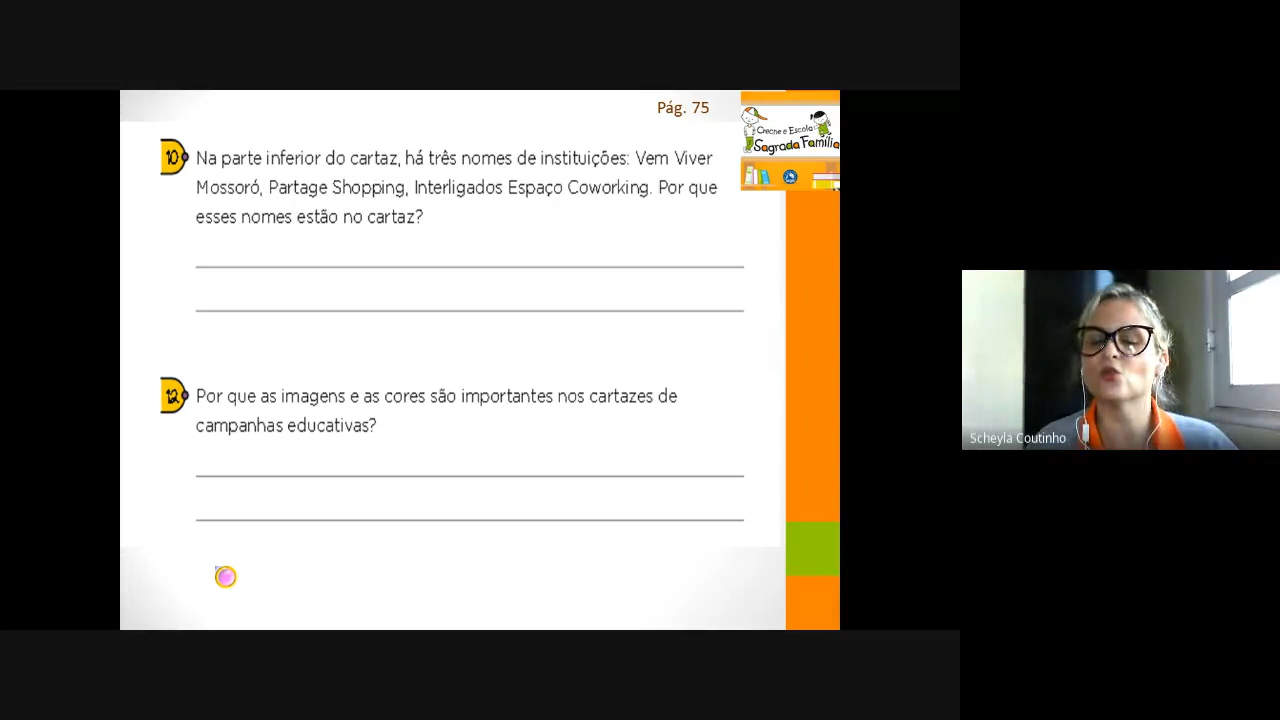 Pág. 75
Creche e Escola
Sagrada Família
10 Na parte inferior do cartaz, há três nomes de instituições: Vem Viver
Mossoró, Partage Shopping, Interligados Espaço Coworking. Por que
esses nomes estão no cartaz?
12 Por que as imagens e as cores são importantes nos cartazes de
campanhas educativas?
Scheyla Coutinho